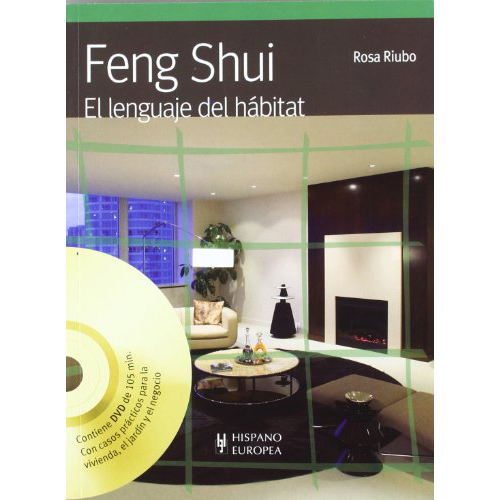 Feng Shui
Rosa Riubo
El lenguaje del hábitat
Contiene DVD de 105 min.
Con casos prácticos para la
vivienda, el jardín y el negocio
HISPANO
EUROPEA